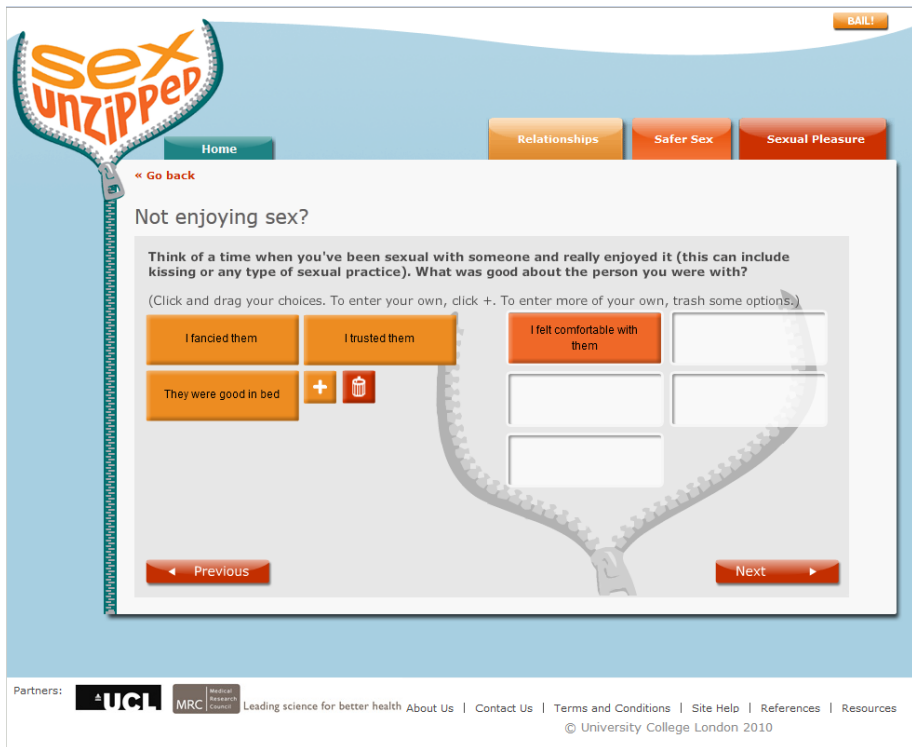 BAIL!
sex
unzipped
Home
Relationships
Safer Sex
Sexual Pleasure
« Go back
Not enjoying sex?
Think of a time when you've been sexual with someone and really enjoyed it (this can include
kissing or any type of sexual practice). What was good about the person you were with?
(Click and drag your choices. To enter your own, click +. To enter more of your own, trash some options.)
I fancied them
I trusted them
I felt comfortable with
them
They were good in bed
+
◄ Previous
Next ►
Partners:
UCL
MRC
Medical
Research
Council
Leading science for better health
About Us | Contact Us | Terms and Conditions | Site Help | References | Resources
© University College London 2010